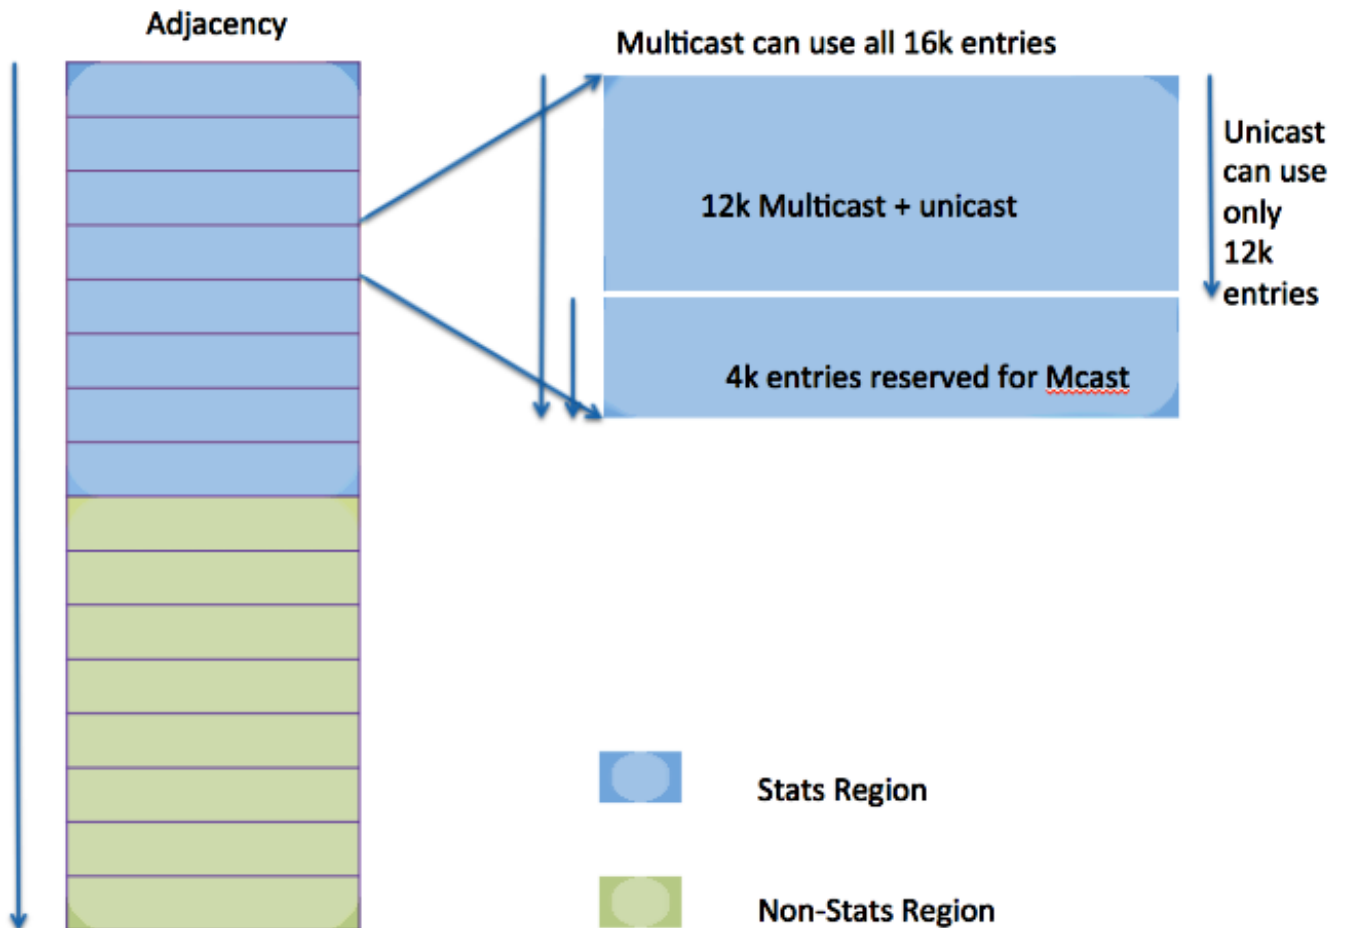 Adjacency
Multicast can use all 16k entries
12k Multicast + unicast
4k entries reserved for Mcast
Unicast
can use
only
12k
entries
Stats Region
Non-Stats Region